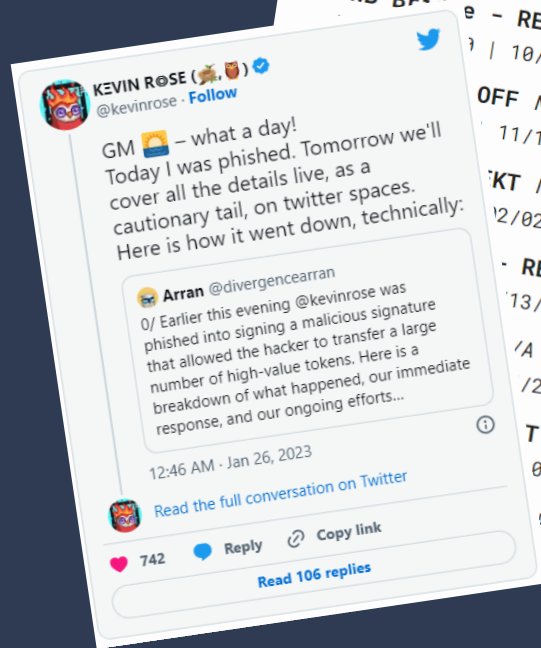 KΞVIN R◎SE (🪹,🦉)
@kevinrose · Follow
GM 🌅 – what a day!
Today I was phished. Tomorrow we'll
cover all the details live, as a
cautionary tail, on twitter spaces.
Here is how it went down, technically:
Arran @divergencearran
0/ Earlier this evening @kevinrose was
phished into signing a malicious signature
that allowed the hacker to transfer a large
number of high-value tokens. Here is a
breakdown of what happened, our immediate
response, and our ongoing efforts...
12:46 AM · Jan 26, 2023
Read the full conversation on Twitter
742 Reply Copy link
Read 106 replies
– RE
| 10/
OFF
11/1
KT
02/02
- RE
13/
/A
/2
T